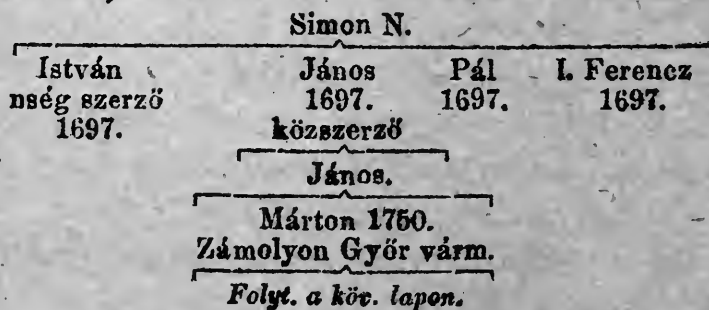 Simon N.
István János Pál I. Ferencz
nség szerző 1697. 1697. 1697.
1697. közszerző
János.
Márton 1750.
Zámolyon Győr várm.
Folyt. a köv. lapon.